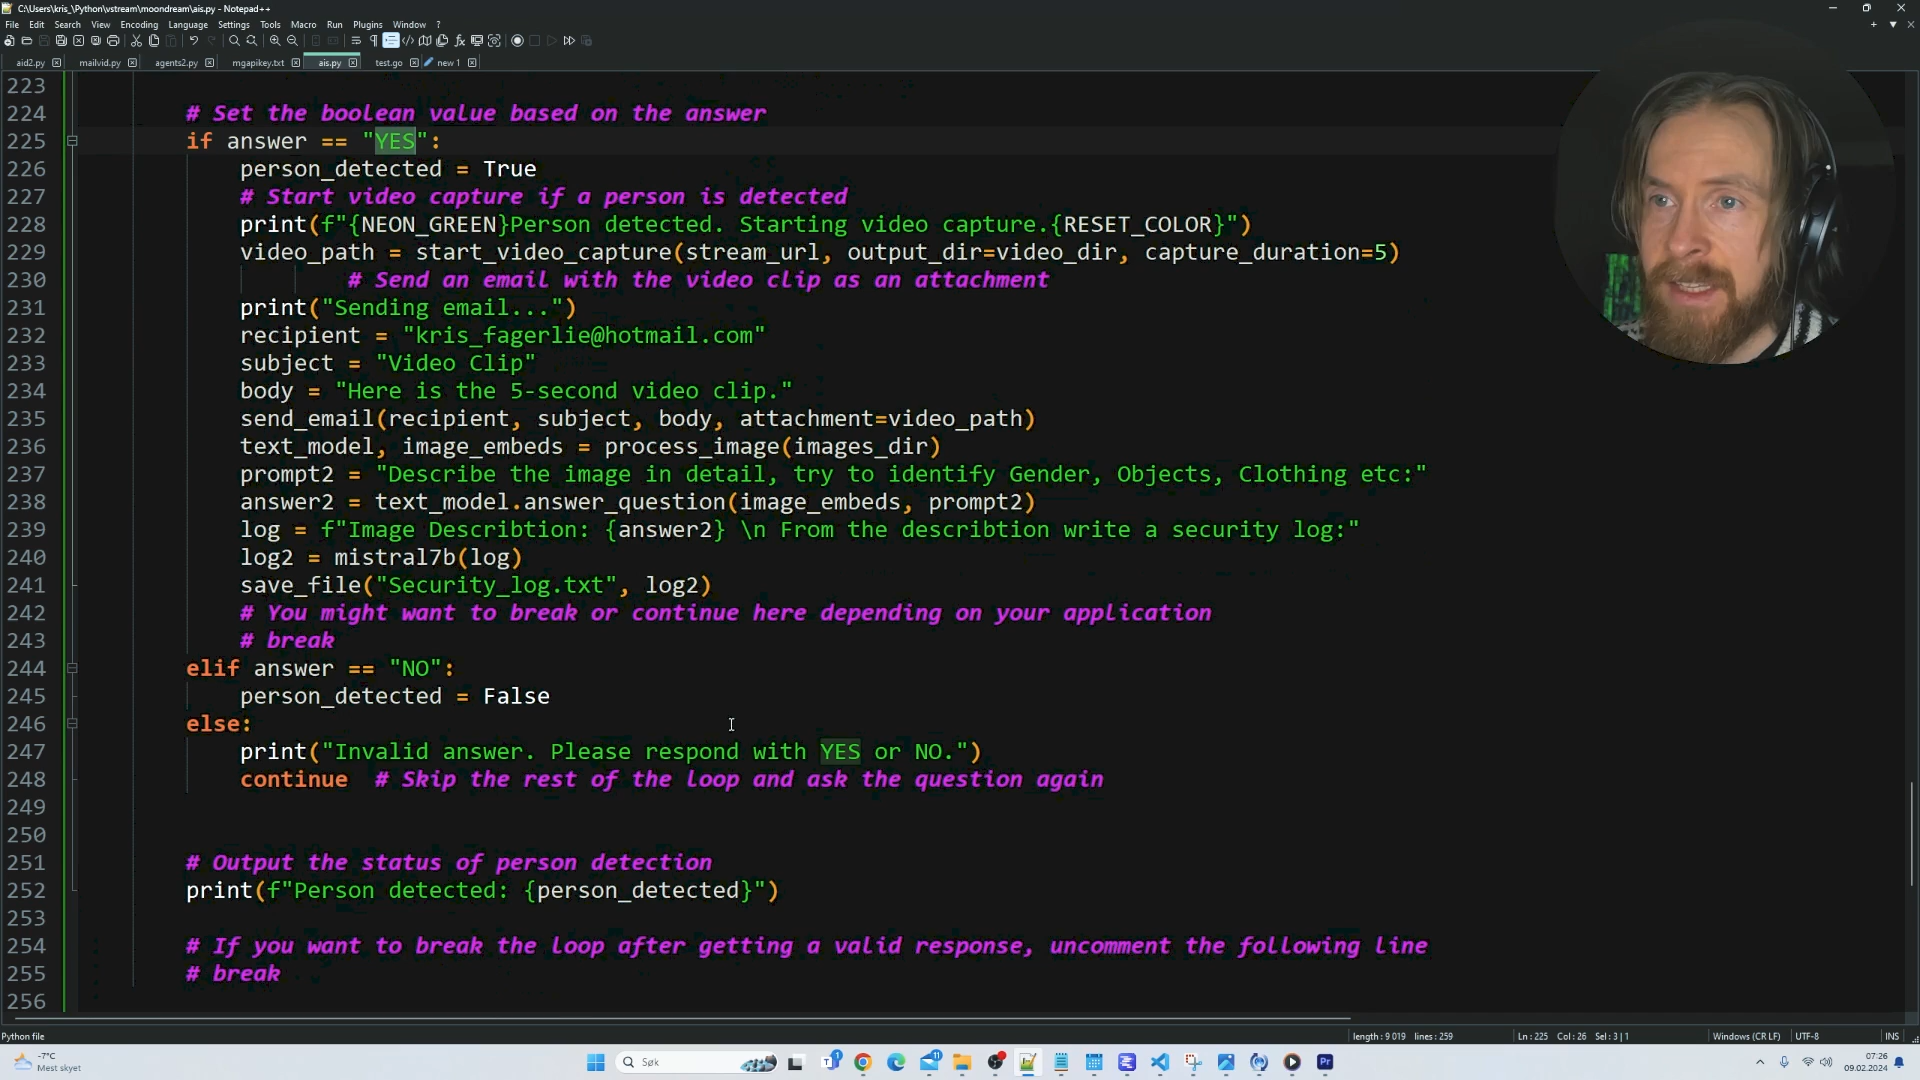 C:\Users\kris_\Python\vstream\moondream\ais.py - Notepad++
File Edit Search View Encoding Language Settings Tools Macro Run Plugins Window ?
aid2.py mailvid.py agents2.py mgapikey.txt ais.py test.go new 1
223
224 # Set the boolean value based on the answer
225 if answer == "YES":
226 person_detected = True
227 # Start video capture if a person is detected
228 print(f"{NEON_GREEN}Person detected. Starting video capture.{RESET_COLOR}")
229 video_path = start_video_capture(stream_url, output_dir=video_dir, capture_duration=5)
230 # Send an email with the video clip as an attachment
231 print("Sending email...")
232 recipient = "kris_fagerlie@hotmail.com"
233 subject = "Video Clip"
234 body = "Here is the 5-second video clip."
235 send_email(recipient, subject, body, attachment=video_path)
236 text_model, image_embeds = process_image(images_dir)
237 prompt2 = "Describe the image in detail, try to identify Gender, Objects, Clothing etc:"
238 answer2 = text_model.answer_question(image_embeds, prompt2)
239 log = f"Image Describtion: {answer2} \n From the describtion write a security log:"
240 log2 = mistral7b(log)
241 save_file("Security_log.txt", log2)
242 # You might want to break or continue here depending on your application
243 # break
244 elif answer == "NO":
245 person_detected = False
246 else:
247 print("Invalid answer. Please respond with YES or NO.")
248 continue # Skip the rest of the loop and ask the question again
249
250
251 # Output the status of person detection
252 print(f"Person detected: {person_detected}")
253
254 # If you want to break the loop after getting a valid response, uncomment the following line
255 # break
256
Python file length : 9 019 lines : 259 Ln : 225 Col : 26 Sel : 3 | 1 Windows (CR LF) UTF-8 INS
-7°C
Mest skyet
Søk
07:26
09.02.2024